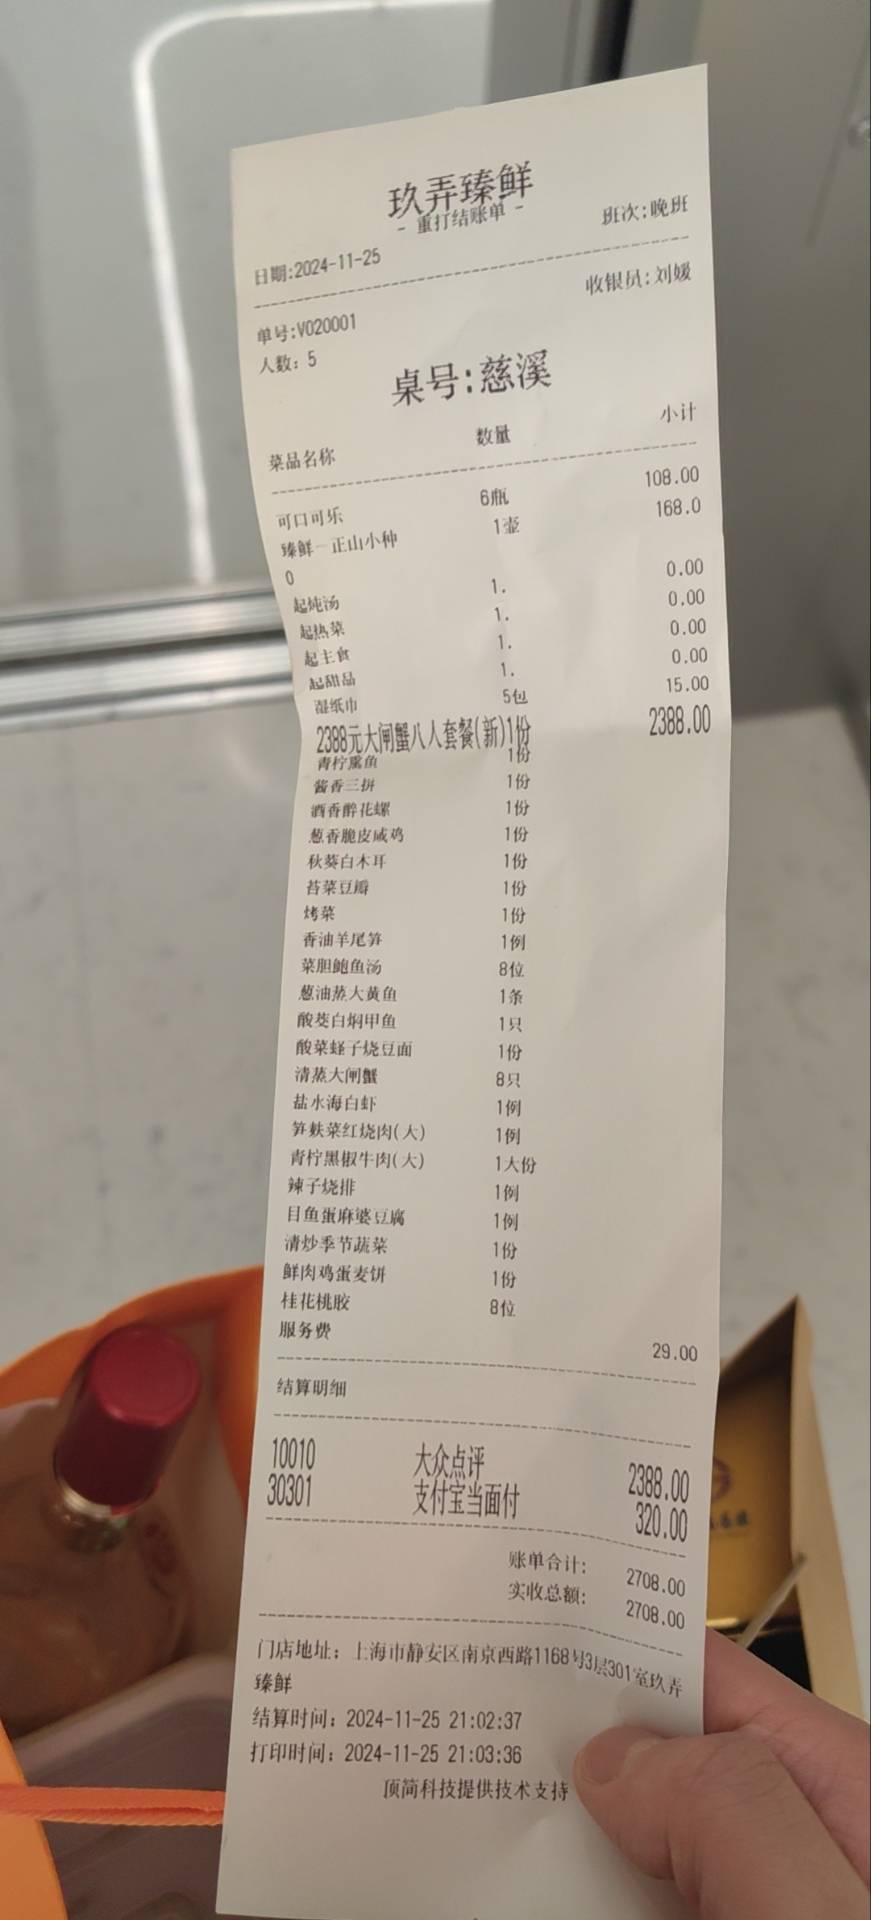 玖弄臻鲜
- 重打结账单 -
日期:2024-11-25 班次:晚班
单号:V020001 收银员:刘媛
人数: 5
桌号:慈溪
菜品名称 数量 小计
可口可乐 6瓶 108.00
臻鲜—正山小种 1壶 168.0
0
起炖汤 1. 0.00
起热菜 1. 0.00
起主食 1. 0.00
起甜品 1. 0.00
湿纸巾 5包 15.00
2388元大闸蟹八人套餐(新)1份 2388.00
青柠熏鱼 1份
酱香三拼 1份
酒香醉花螺 1份
葱香脆皮咸鸡 1份
秋葵白木耳 1份
苔菜豆瓣 1份
烤菜 1份
香油羊尾笋 1例
菜胆鲍鱼汤 8位
葱油蒸大黄鱼 1条
酸茭白焖甲鱼 1只
酸菜蛏子烧豆面 1份
清蒸大闸蟹 8只
盐水海白虾 1例
笋麸菜红烧肉(大) 1例
青柠黑椒牛肉(大) 1大份
辣子烧排 1例
目鱼蛋麻婆豆腐 1例
清炒季节蔬菜 1份
鲜肉鸡蛋麦饼 1份
桂花桃胶 8位
服务费 29.00
结算明细
10010 大众点评 2388.00
30301 支付宝当面付 320.00
账单合计: 2708.00
实收总额: 2708.00
门店地址: 上海市静安区南京西路1168号3层301室玖弄
臻鲜
结算时间: 2024-11-25 21:02:37
打印时间: 2024-11-25 21:03:36
顶简科技提供技术支持